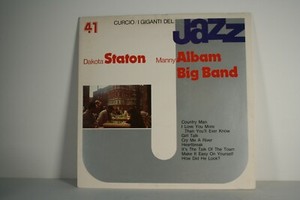 41
CURCIO/I GIGANTI DEL
Jazz
Dakota Staton
Manny Albam
Big Band
Country Man
I Love You More
Than You'll Ever Know
Girl Talk
Cry Me A River
Heartbreak
It's The Talk Of The Town
Make It Easy On Yourself
How Did He Look?